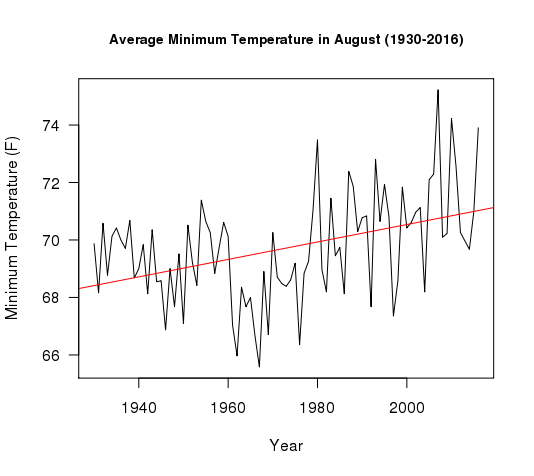 Average Minimum Temperature in August (1930-2016)
Minimum Temperature (F)
74
72
70
68
66
1940 1960 1980 2000
Year